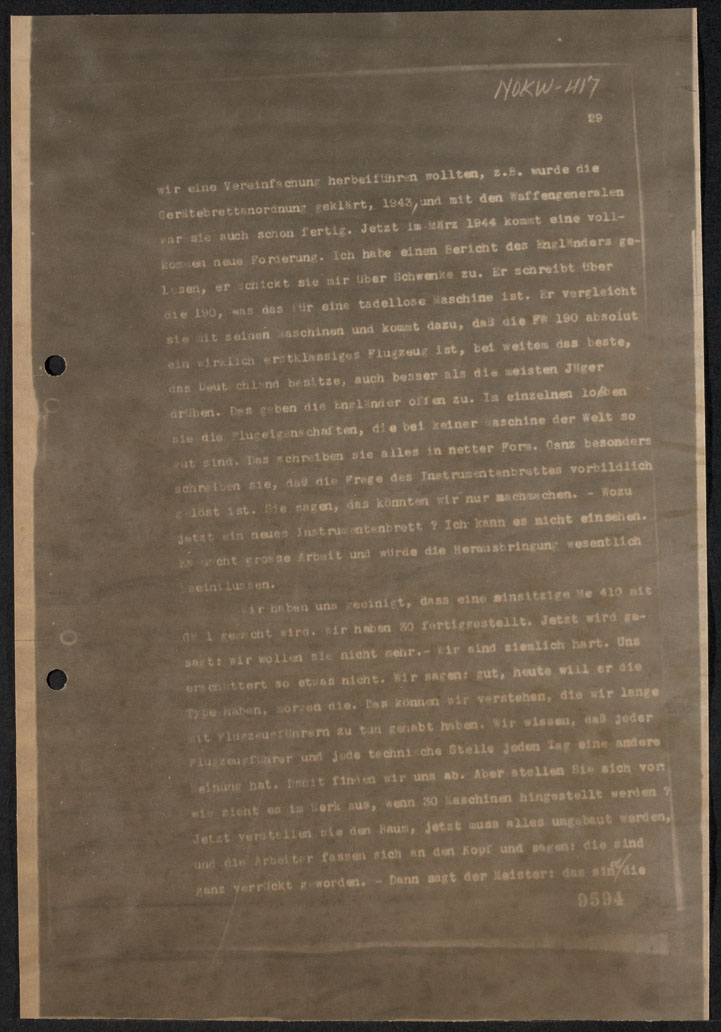 NOKW-417
29
wir eine Vereinfachung herbeiführen wollten, z.B. wurde die
Gerätebrettanordnung geklärt, 1943, und mit den Waffengeneralen
war sie auch schon fertig. Jetzt im März 1944 kommt eine voll-
kommen neue Forderung. Ich habe einen Bericht des Engländers ge-
lesen, er schickt sie mir über Schwenke zu. Er schreibt über
die 190, was das für eine tadellose Maschine ist. Er vergleicht
sie mit seinen Maschinen und kommt dazu, daß die FW 190 absolut
ein wirklich erstklassiges Flugzeug ist, bei weitem das beste,
das Deutschland besitze, auch besser als die meisten Jäger
drüben. Das geben die Engländer offen zu. Im einzelnen loben
sie die Flugeigenschaften, die bei keiner Maschine der Welt so
gut sind. Das schreiben sie alles in netter Form. Ganz besonders
schreiben sie, daß die Frage des Instrumentenbrettes vorbildlich
gelöst ist. Sie sagen, das könnten wir nur nachmachen. - Wozu
jetzt ein neues Instrumentenbrett ? Ich kann es nicht einsehen.
Es macht grosse Arbeit und würde die Herausbringung wesentlich
beeinflussen.
Wir haben uns geeinigt, dass eine einsitzige Me 410 mit
1 gemacht wird. Wir haben 30 fertiggestellt. Jetzt wird ge-
sagt: wir wollen sie nicht mehr.- Wir sind ziemlich hart. Uns
erschüttert so etwas nicht. Wir sagen: gut, heute will er die
Type haben, morgen die. Das können wir verstehen, die wir lange
mit Flugzeugführern zu tun gehabt haben. Wir wissen, daß jeder
Flugzeugführer und jede technische Stelle jeden Tag eine andere
Meinung hat. Damit finden wir uns ab. Aber stellen Sie sich vor:
wie sieht es im Werk aus, wenn 30 Maschinen hingestellt werden ?
Jetzt verstellen sie den Raum, jetzt muss alles umgebaut werden,
und die Arbeiter fassen sich an den Kopf und sagen: die sind
ganz verrückt geworden. - Dann sagt der Meister: das sind die
9594